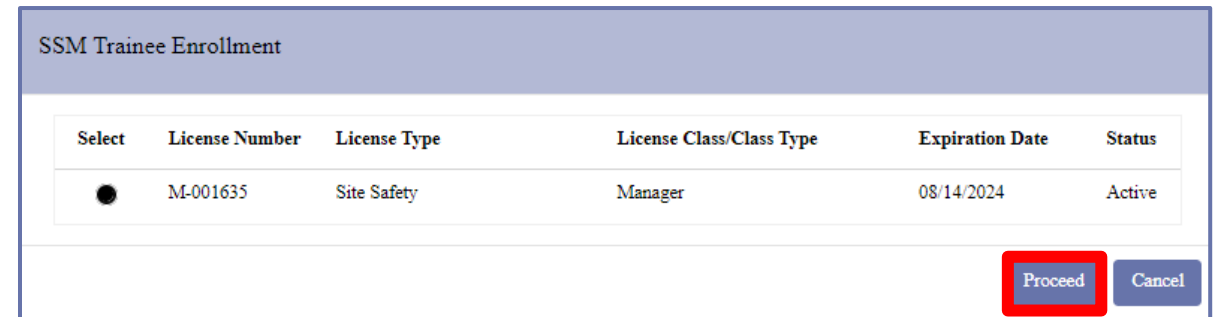 SSM Trainee Enrollment
Select License Number License Type License Class/Class Type Expiration Date Status
M-001635 Site Safety Manager 08/14/2024 Active
Proceed Cancel